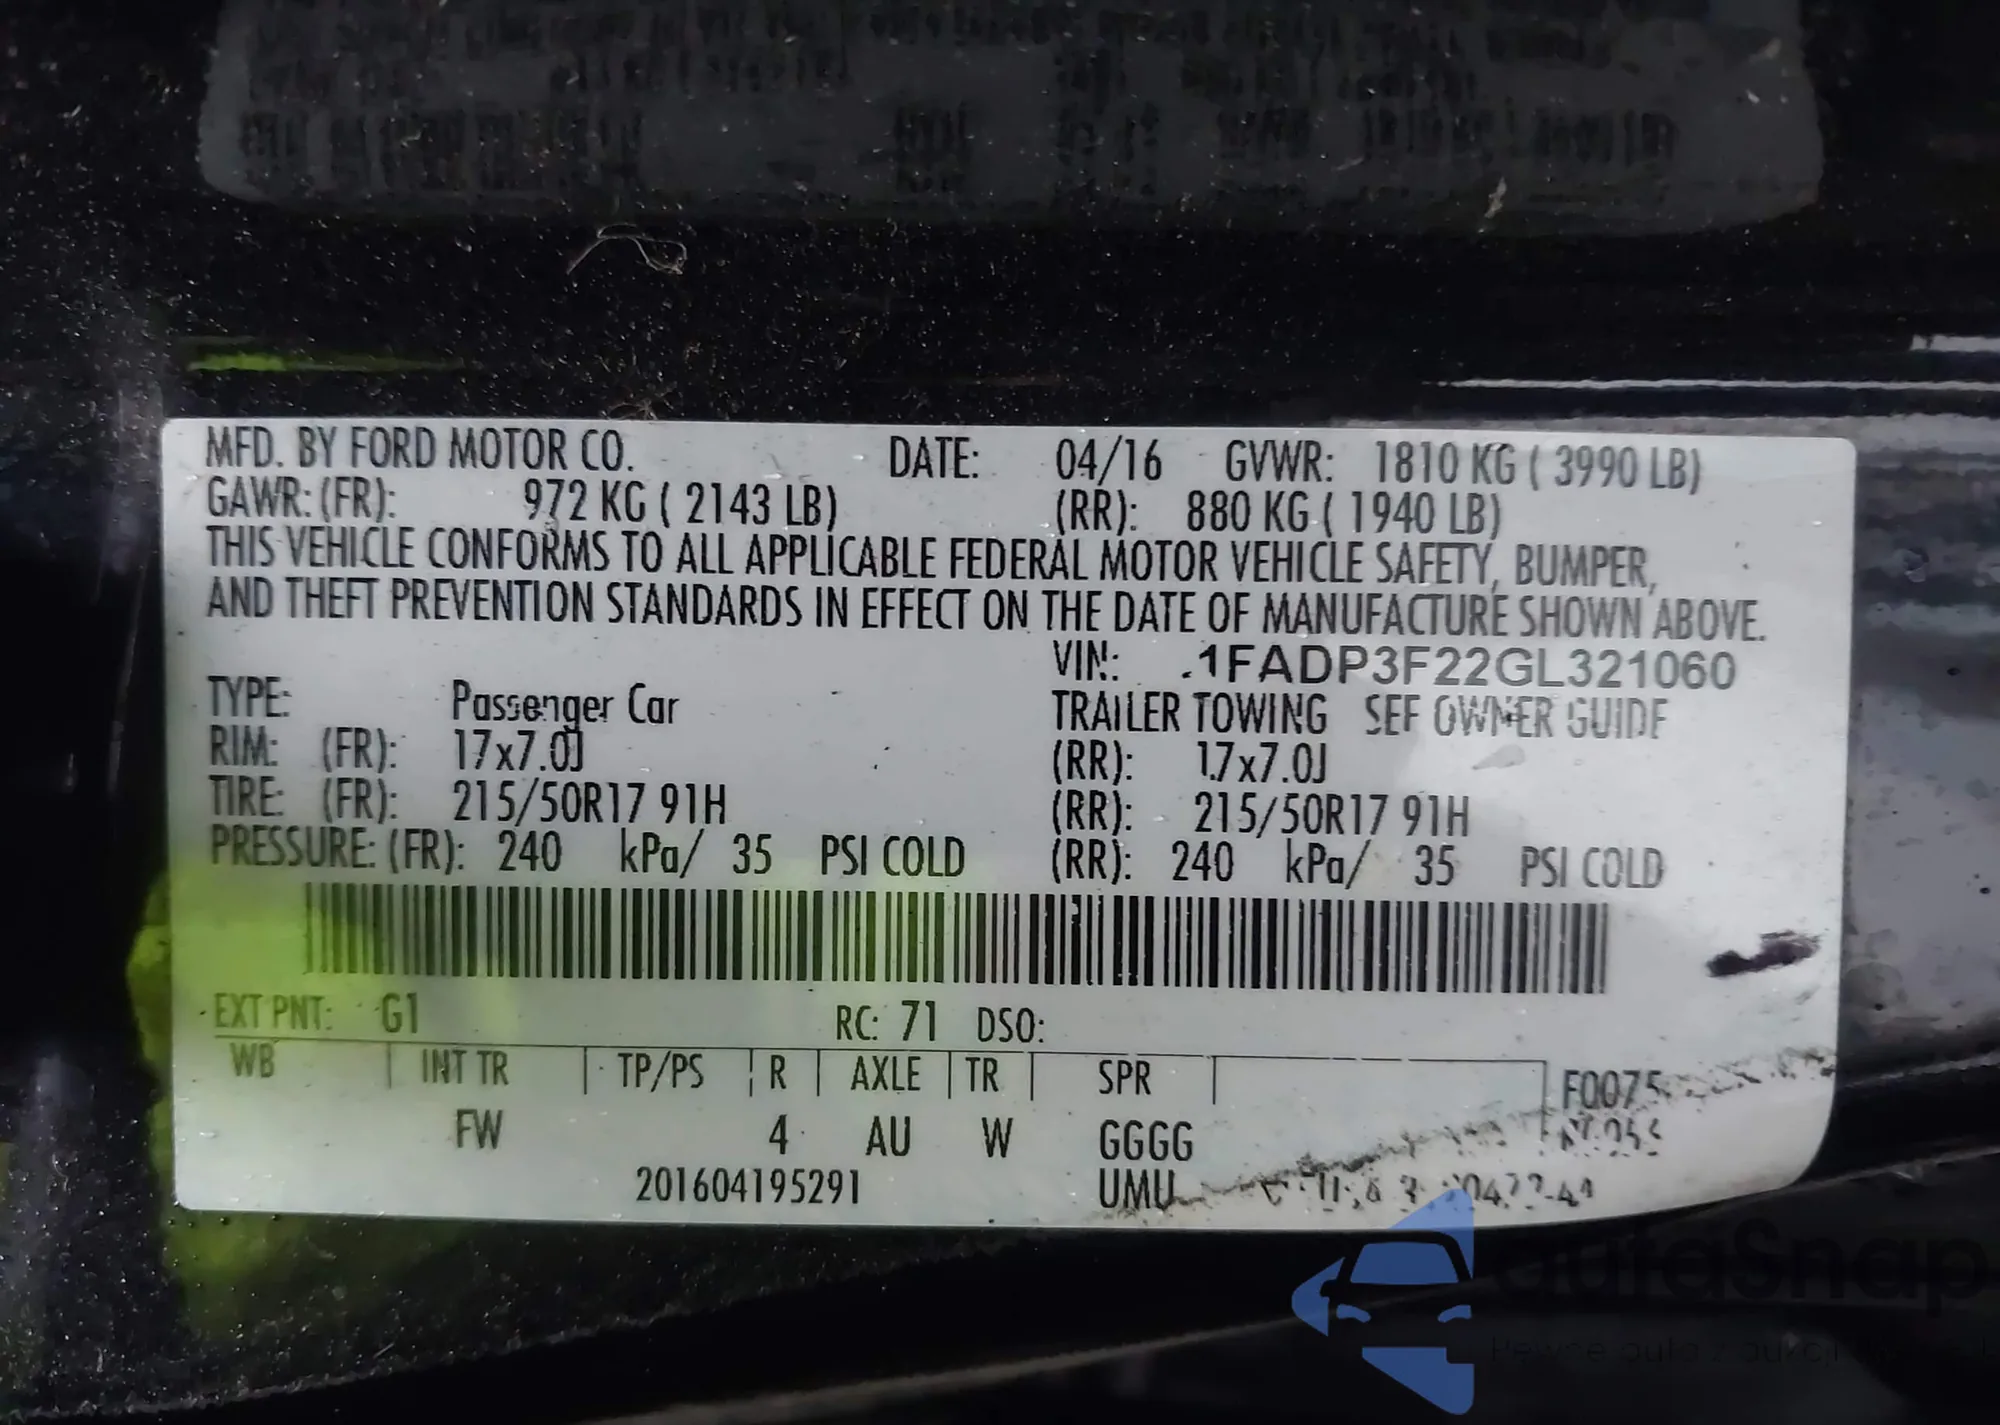 MFD. BY FORD MOTOR CO. DATE: 04/16 GVWR: 1810 KG ( 3990 LB)
GAWR: (FR): 972 KG ( 2143 LB) (RR): 880 KG ( 1940 LB)
THIS VEHICLE CONFORMS TO ALL APPLICABLE FEDERAL MOTOR VEHICLE SAFETY, BUMPER,
AND THEFT PREVENTION STANDARDS IN EFFECT ON THE DATE OF MANUFACTURE SHOWN ABOVE.
VIN: 1FADP3F22GL321060
TYPE: Passenger Car TRAILER TOWING SEE OWNER GUIDE
RIM: (FR): 17x7.0J (RR): 17x7.0J
TIRE: (FR): 215/50R17 91H (RR): 215/50R17 91H
PRESSURE: (FR): 240 kPa/ 35 PSI COLD (RR): 240 kPa/ 35 PSI COLD
EXT PNT: G1 RC: 71 DSO:
WB INT TR TP/PS R AXLE TR SPR F0075
FW 4 AU W GGGG
201604195291 UMU
autaSnap